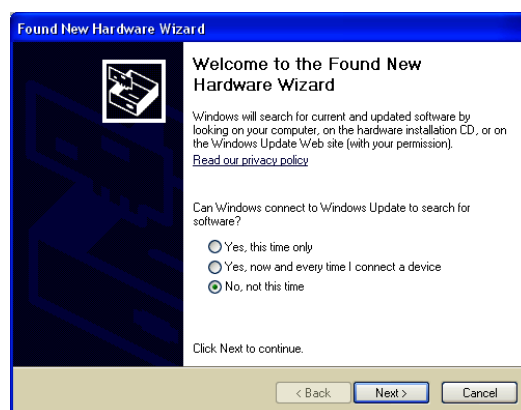 Found New Hardware Wizard
Welcome to the Found New
Hardware Wizard
Windows will search for current and updated software by
looking on your computer, on the hardware installation CD, or on
the Windows Update Web site (with your permission).
Read our privacy policy
Can Windows connect to Windows Update to search for
software?
Yes, this time only
Yes, now and every time I connect a device
No, not this time
Click Next to continue.
< Back Next > Cancel